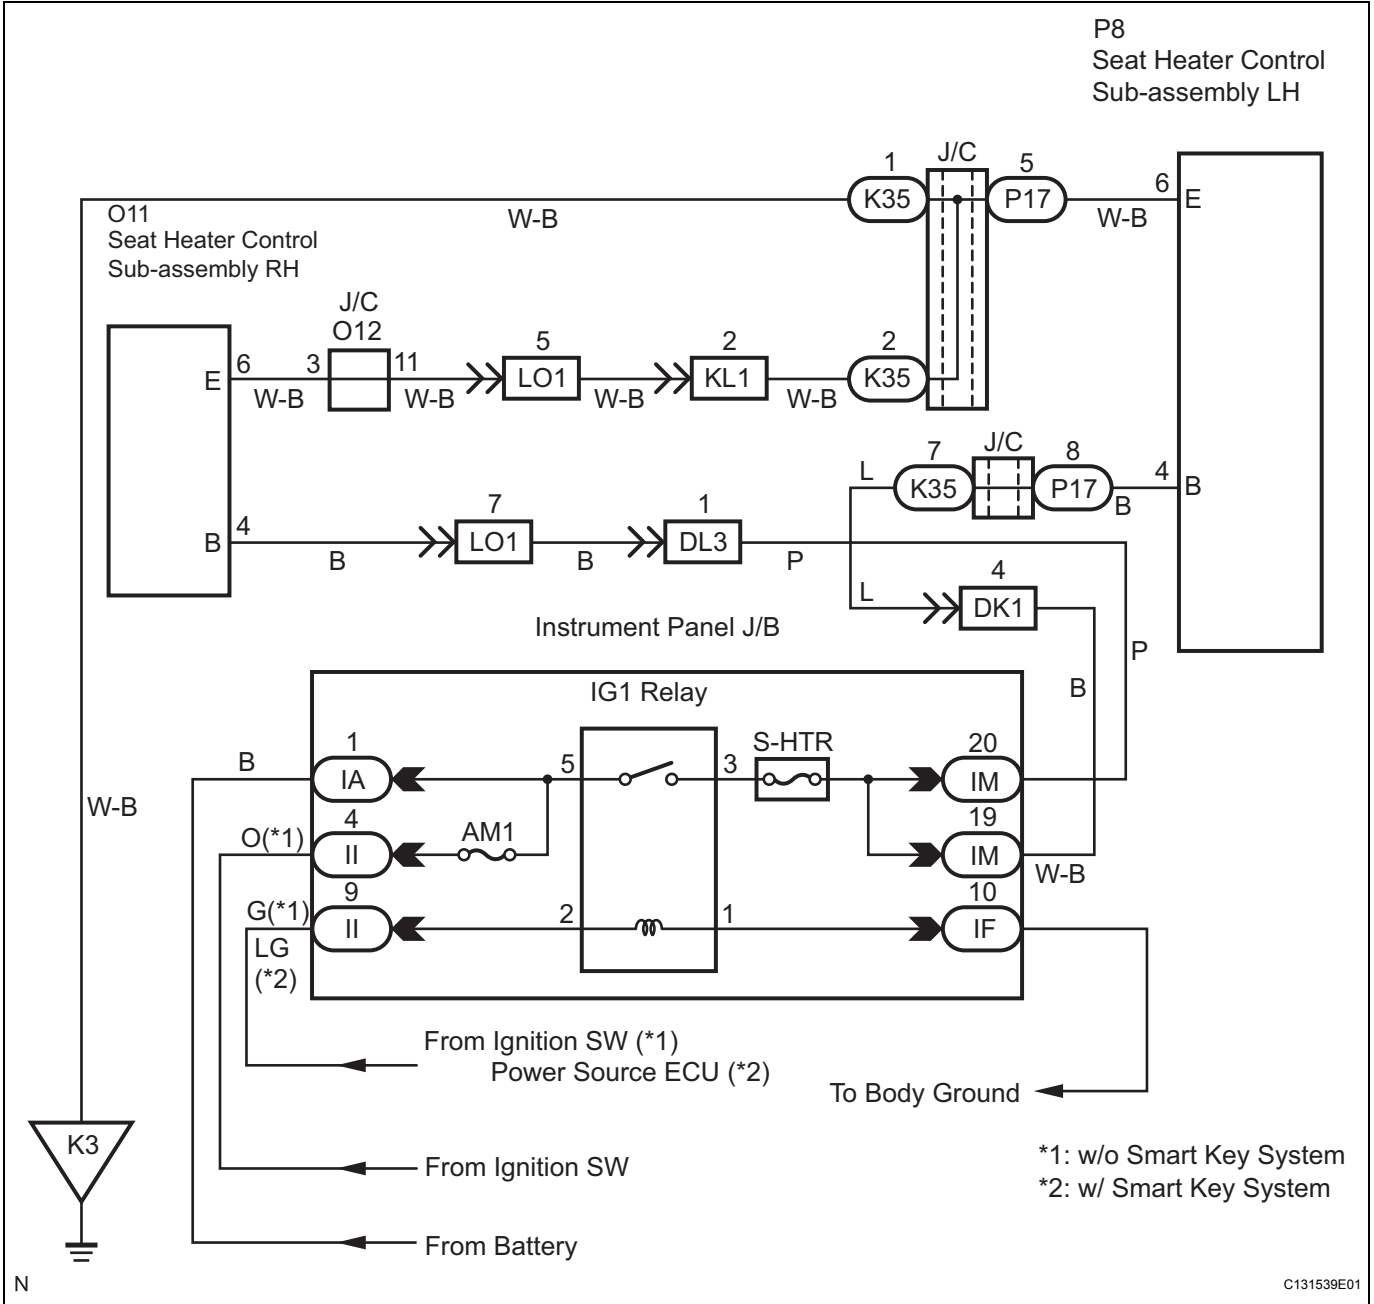 P8
Seat Heater Control
Sub-assembly LH
J/C
1
5
K35
P17
6
E
W-B
W-B
O11
Seat Heater Control
Sub-assembly RH
J/C
O12
E
6
3
11
5
LO1
2
KL1
2
K35
W-B
W-B
W-B
W-B
J/C
7
8
L
K35
P17
4
B
B
B
4
7
LO1
1
DL3
B
B
P
L
4
DK1
Instrument Panel J/B
P
B
IG1 Relay
B
1
IA
5
3
S-HTR
20
IM
W-B
O(*1)
4
II
AM1
19
IM
W-B
G(*1)
9
II
2
1
10
IF
LG
(*2)
From Ignition SW (*1)
Power Source ECU (*2)
To Body Ground
K3
From Ignition SW
*1: w/o Smart Key System
*2: w/ Smart Key System
From Battery
N
C131539E01